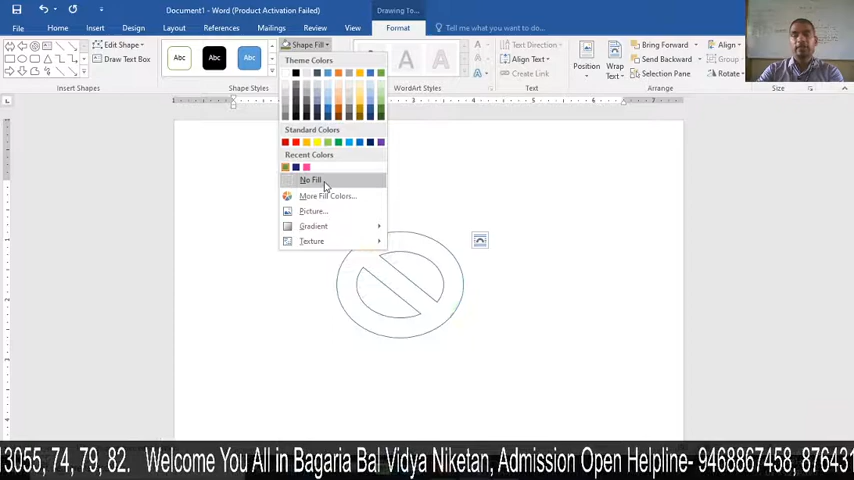 Document1 - Word (Product Activation Failed)
Drawing To...
File Home Insert Design Layout References Mailings Review View Format Tell me what you want to do...
Edit Shape
Draw Text Box
Insert Shapes
Abc Abc Abc
Shape Styles
Shape Fill
Theme Colors
Standard Colors
Recent Colors
No Fill
More Fill Colors...
Picture...
Gradient
Texture
A A
WordArt Styles
Text Direction
Align Text
Create Link
Text
Position
Wrap Text
Bring Forward
Send Backward
Selection Pane
Align
Group
Rotate
Arrange
13055, 74, 79, 82. Welcome You All in Bagaria Bal Vidya Niketan, Admission Open Helpline- 9468867458, 876431